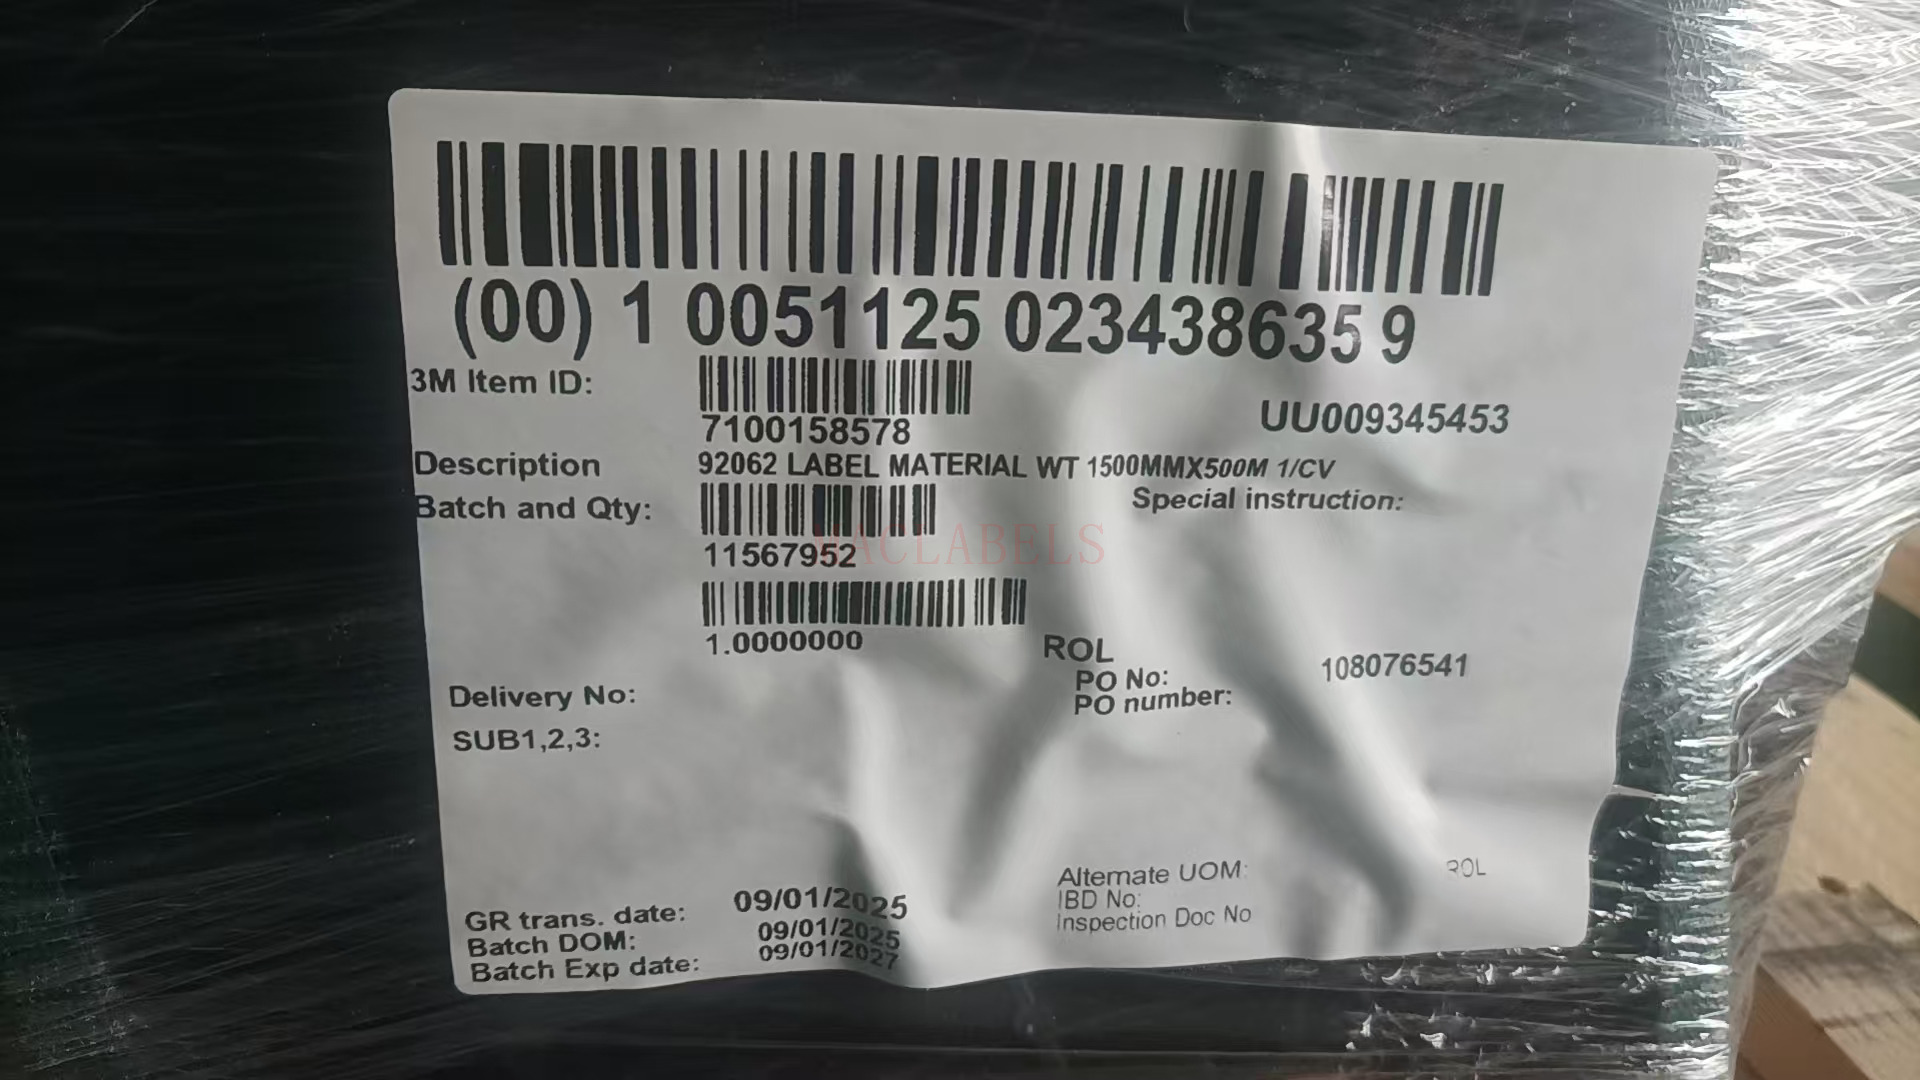 (00) 1 0051125 023438635 9
3M Item ID:
7100158578
UU009345453
Description 92062 LABEL MATERIAL WT 1500MMX500M 1/CV
Batch and Qty:
Special instruction:
11567952
MACLABELS
1.0000000
ROL
PO No: 108076541
PO number:
Delivery No:
SUB1,2,3:
Alternate UOM: ROL
IBD No:
Inspection Doc No
GR trans. date: 09/01/2025
Batch DOM: 09/01/2025
Batch Exp date: 09/01/2027